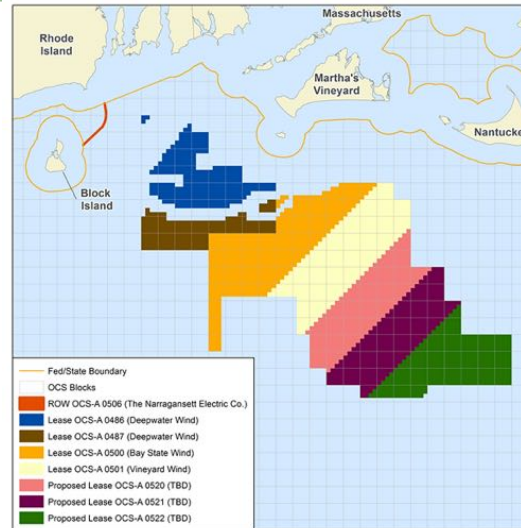 Massachusetts
Rhode
Island
Martha's
Vineyard
Nantucket
Block
Island
Fed/State Boundary
OCS Blocks
ROW OCS-A 0506 (The Narragansett Electric Co.)
Lease OCS-A 0486 (Deepwater Wind)
Lease OCS-A 0487 (Deepwater Wind)
Lease OCS-A 0500 (Bay State Wind)
Lease OCS-A 0501 (Vineyard Wind)
Proposed Lease OCS-A 0520 (TBD)
Proposed Lease OCS-A 0521 (TBD)
Proposed Lease OCS-A 0522 (TBD)